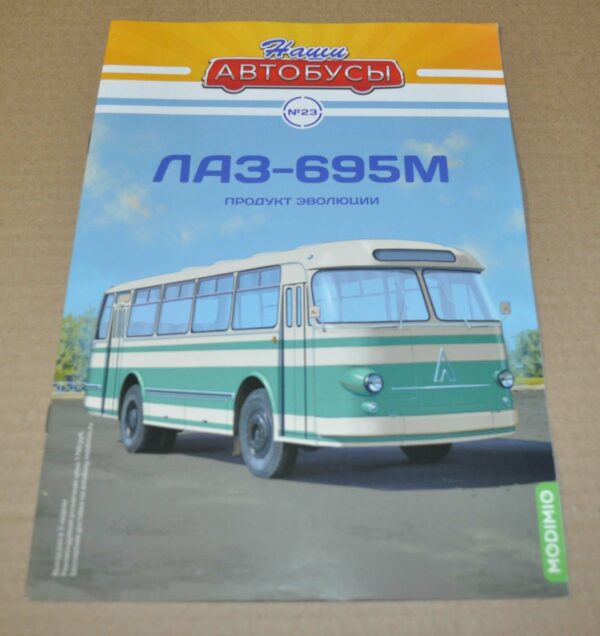 Наши
АВТОБУСЫ
№23
ЛАЗ-695М
ПРОДУКТ ЭВОЛЮЦИИ
MODIMIO